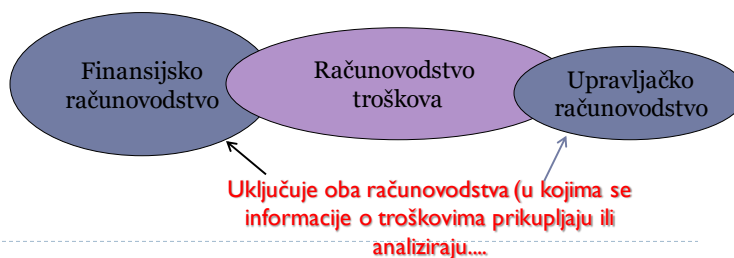 Finansijsko
računovodstvo
Računovodstvo
troškova
Upravljačko
računovodstvo
Uključuje oba računovodstva (u kojima se
informacije o troškovima prikupljaju ili
analiziraju....